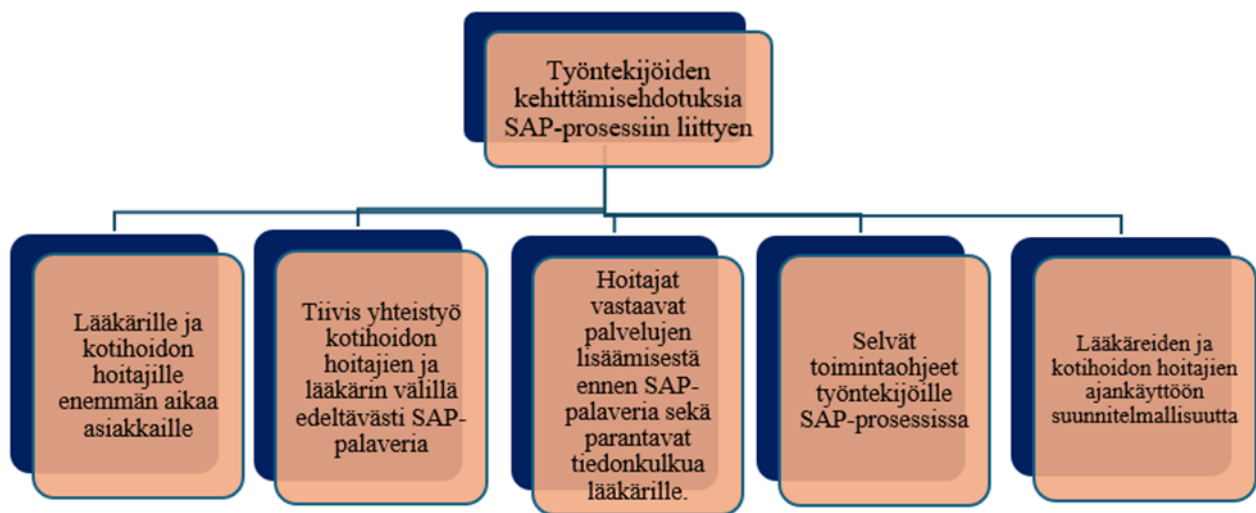 Työntekijöiden
kehittämisehdotuksia
SAP-prosessiin liittyen
Lääkärille ja
kotihoidon
hoitajille
enemmän aikaa
asiakkaille
Tiivis yhteistyö
kotihoidon
hoitajien ja
lääkärin välillä
edeltävästi SAP-
palaveria
Hoitajat
vastaavat
palvelujen
lisäämisestä
ennen SAP-
palaveria sekä
parantavat
tiedonkulkua
lääkärille.
Selvät
toimintaohjeet
työntekijöille
SAP-prosessissa
Lääkäreiden ja
kotihoidon hoitajien
ajankäyttöön
suunnitelmallisuutta